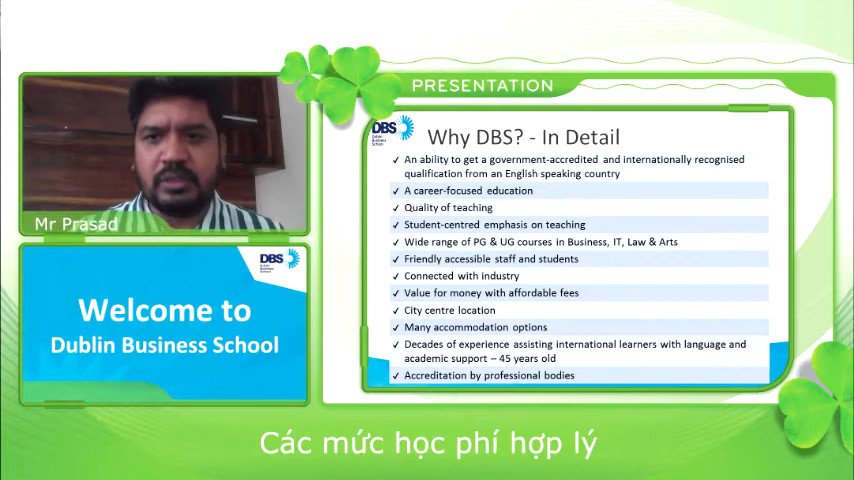 PRESENTATION
DBS
Dublin
Business
School
Why DBS? - In Detail
✓ An ability to get a government-accredited and internationally recognised
qualification from an English speaking country
✓ A career-focused education
✓ Quality of teaching
✓ Student-centred emphasis on teaching
✓ Wide range of PG & UG courses in Business, IT, Law & Arts
✓ Friendly accessible staff and students
✓ Connected with industry
✓ Value for money with affordable fees
✓ City centre location
✓ Many accommodation options
✓ Decades of experience assisting international learners with language and
academic support – 45 years old
✓ Accreditation by professional bodies
Mr Prasad
DBS
Dublin
Business
School
Welcome to
Dublin Business School
Các mức học phí hợp lý